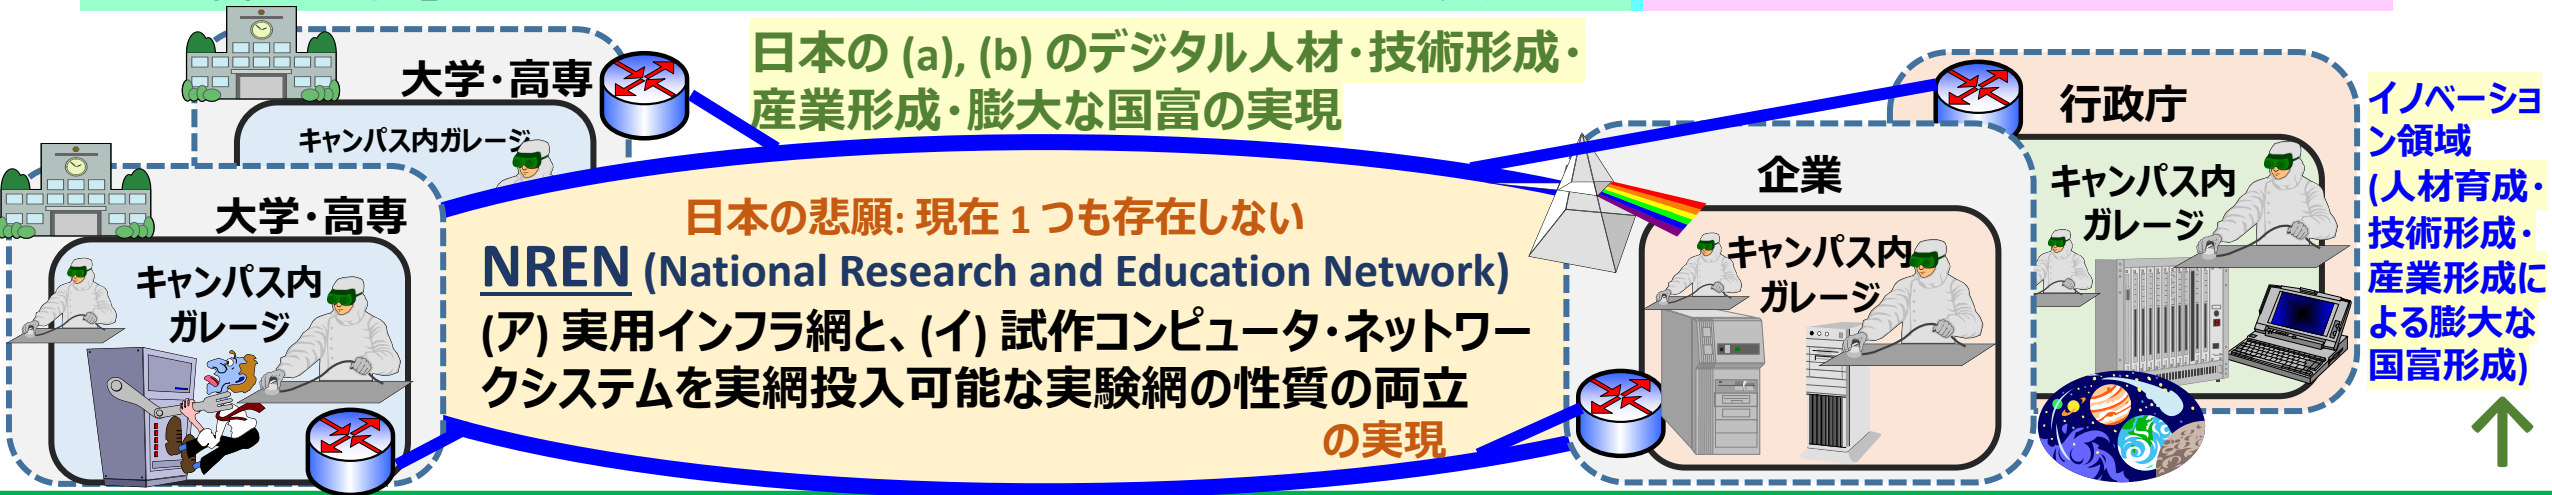 日本の (a), (b) のデジタル人材・技術形成・
産業形成・膨大な国富の実現
大学・高専
キャンパス内ガレージ
大学・高専
キャンパス内
ガレージ
日本の悲願: 現在 1 つも存在しない
NREN (National Research and Education Network)
(ア) 実用インフラ網と、(イ) 試作コンピュータ・ネットワー
クシステムを実網投入可能な実験網の性質の両立
の実現
企業
キャンパス内
ガレージ
行政庁
キャンパス内
ガレージ
イノベーショ
ン領域
(人材育成・
技術形成・
産業形成に
よる膨大な
国富形成)